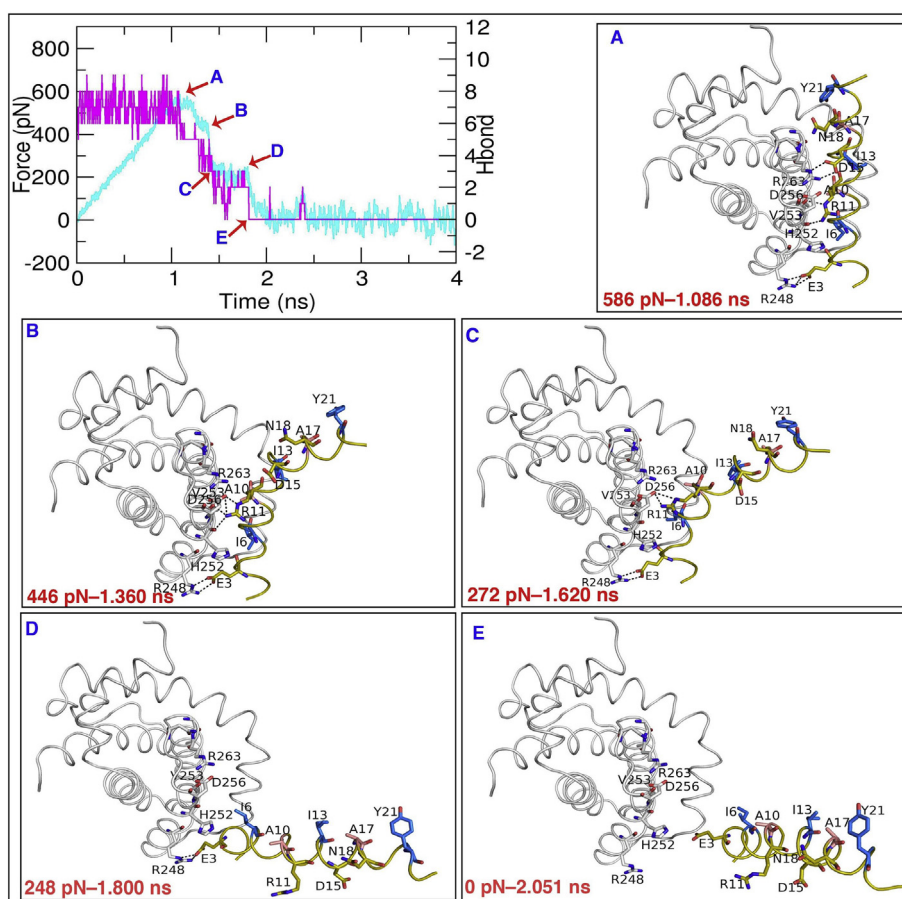 Force (pN)
800
600
400
200
0
-200
0
1
2
3
4
Time (ns)
12
10
8
6
4
2
0
-2
Hbond
A
B
C
D
E
A
Y21
A17
N18
I13
D15
R263
A10
D256
R11
V253
H252
I6
R248
E3
586 pN–1.086 ns
B
Y21
N18
A17
I13
R263
D15
V253
A10
D256
R11
I6
H252
R248
E3
446 pN–1.360 ns
C
Y21
N18
A17
I13
R263
A10
D256
D15
V253
R11
I6
H252
R248
E3
272 pN–1.620 ns
D
R263
V253
D256
I6
I13
Y21
H252
A10
A17
E3
N18
R248
R11
D15
248 pN–1.800 ns
E
R263
V253
D256
I6
A10
I13
Y21
A17
H252
E3
N18
R248
R11
D15
0 pN–2.051 ns